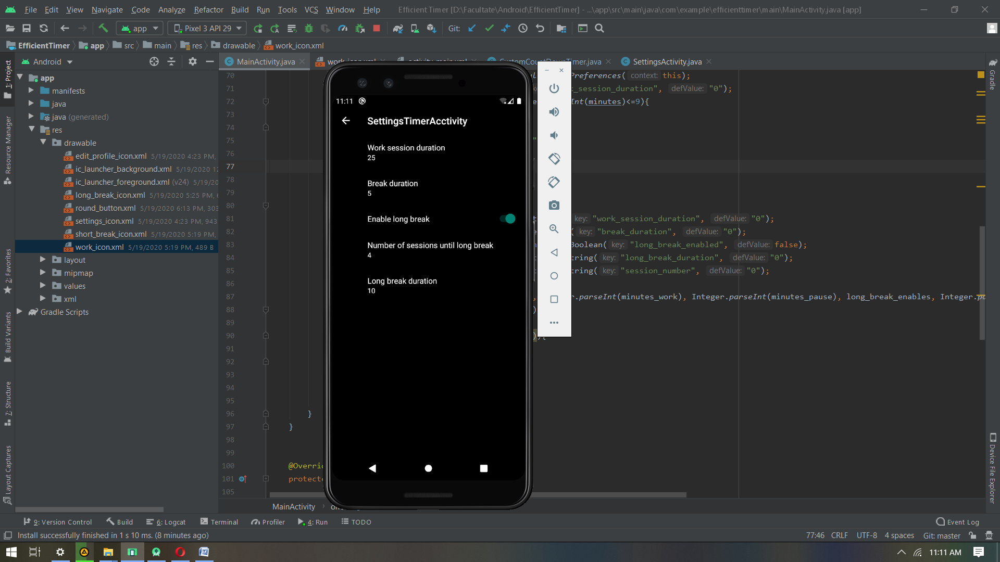 File Edit View Navigate Code Analyze Refactor Build Run Tools VCS Window Help Efficient Timer [D:\Facultate\Android\EfficientTimer] - ...\app\src\main\java\com\example\efficienttimer\main\MainActivity.java [app]
app Pixel 3 API 29 Git:
EfficientTimer app src main res drawable work_icon.xml
Android MainActivity.java work_icon.xml activity_main.xml CustomCountDownTimer.java SettingsActivity.java
1: Project
Resource Manager
2: Favorites
Build Variants
7: Structure
Layout Captures
app
manifests
java
java (generated)
res
drawable
edit_profile_icon.xml 5/19/2020 4:23 PM,
ic_launcher_background.xml 5/19/2020 12
ic_launcher_foreground.xml (v24) 5/19/20
long_break_icon.xml 5/19/2020 5:25 PM, 6
round_button.xml 5/19/2020 6:13 PM, 303
settings_icon.xml 5/19/2020 4:23 PM, 943
short_break_icon.xml 5/19/2020 5:19 PM,
work_icon.xml 5/19/2020 5:19 PM, 489 B
layout
mipmap
values
xml
Gradle Scripts
70 Preferences( context: this);
71 _session_duration", defValue: "0");
72 Int(minutes)<=9){
73
74
75
76
77
78
79
80
81 key: "work_session_duration", defValue: "0");
82 ( key: "break_duration", defValue: "0");
83 Boolean( key: "long_break_enabled", defValue: false);
84 tring( key: "long_break_duration", defValue: "0");
85 tring( key: "session_number", defValue: "0");
86
87 .parseInt(minutes_work), Integer.parseInt(minutes_pause), long_break_enables, Integer.pa
88 )
89
90 ){
91
92
93
94
95
96 }
97 }
98
99
100 @Overri
101 protect
105
11:11
SettingsTimerAcctivity
Work session duration
25
Break duration
5
Enable long break
Number of sessions until long break
4
Long break duration
10
Gradle
Device File Explorer
MainActivity
9: Version Control Build 6: Logcat Terminal Profiler 4: Run TODO Event Log
Install successfully finished in 1 s 10 ms. (8 minutes ago) 77:46 CRLF UTF-8 4 spaces Git: master
11:11 AM